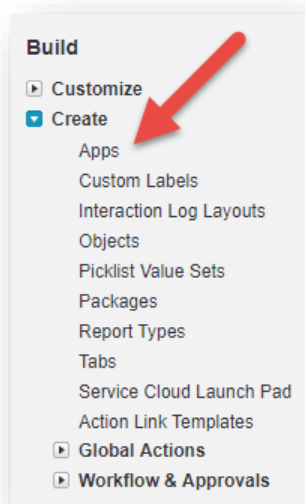 Build
Customize
Create
Apps
Custom Labels
Interaction Log Layouts
Objects
Picklist Value Sets
Packages
Report Types
Tabs
Service Cloud Launch Pad
Action Link Templates
Global Actions
Workflow & Approvals